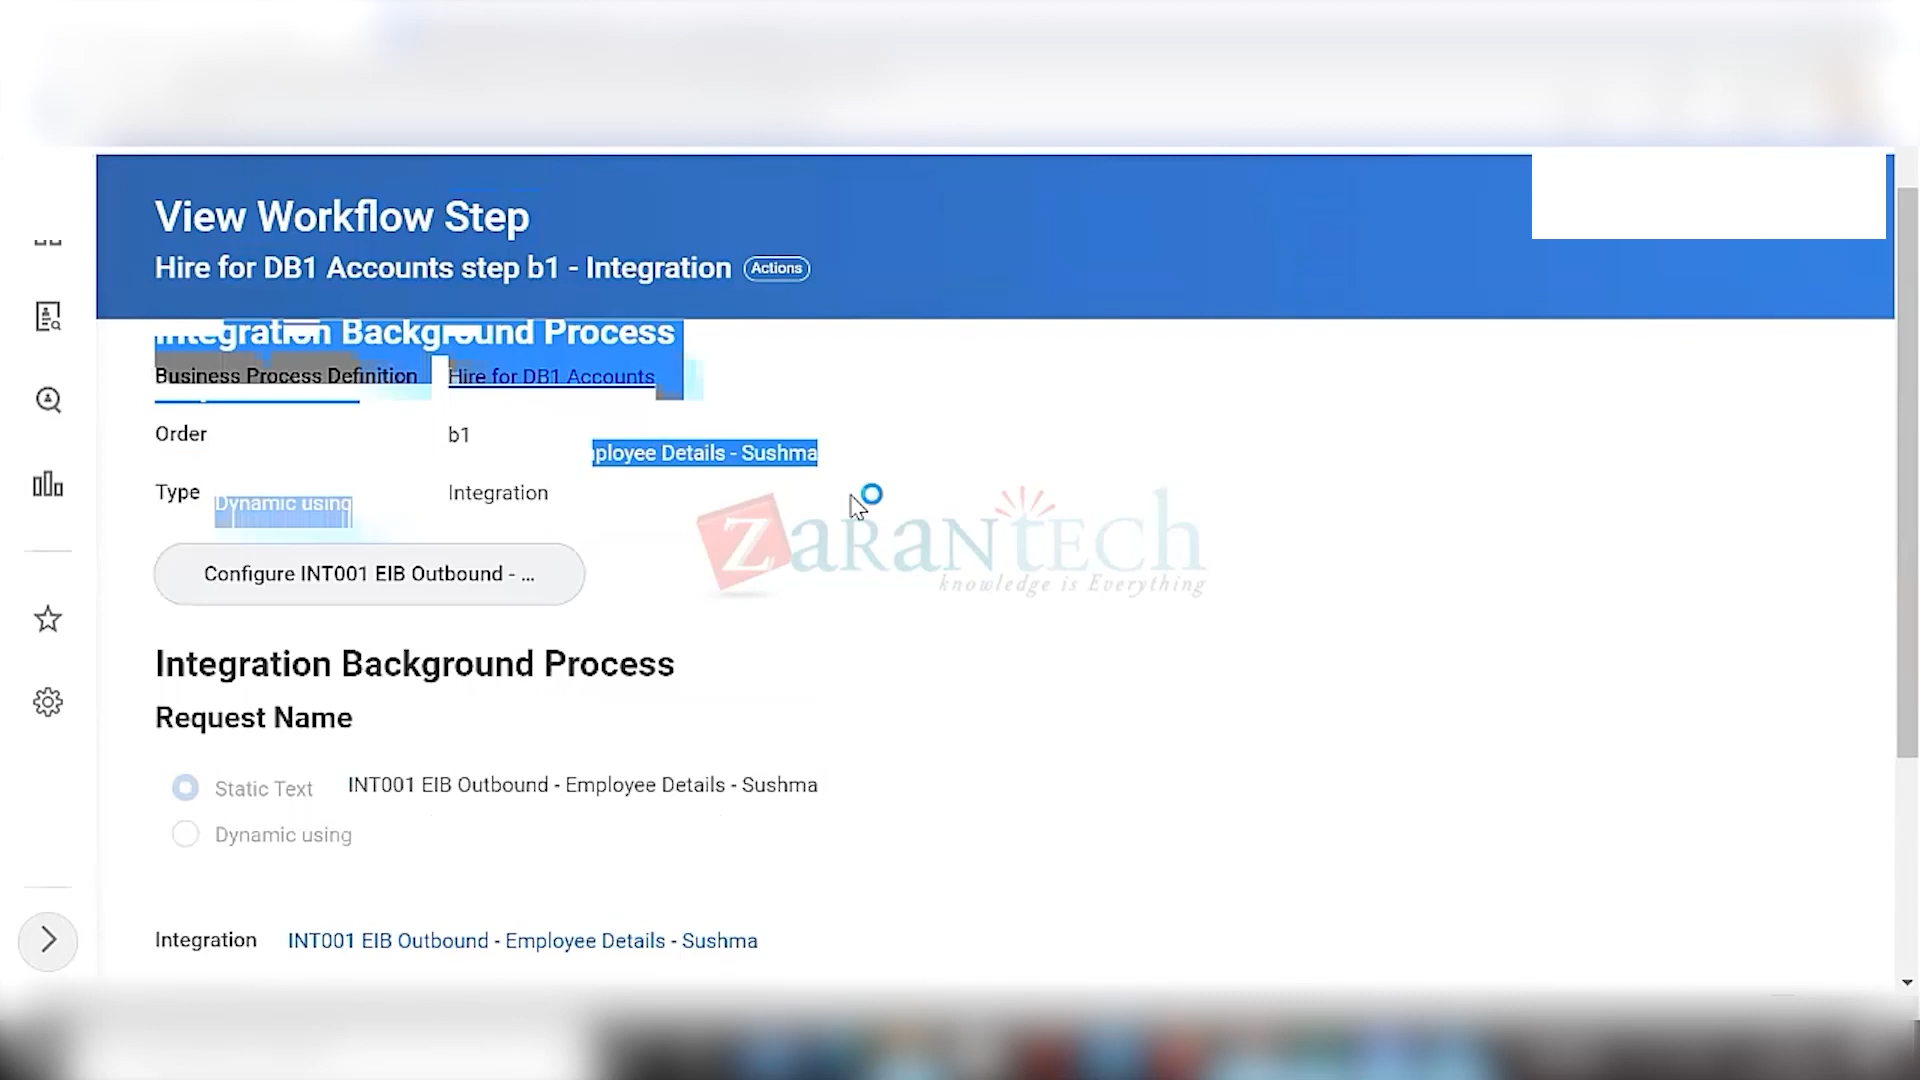 View Workflow Step
Hire for DB1 Accounts step b1 - Integration Actions
Integration Background Process
Business Process Definition Hire for DB1 Accounts
Order b1
ployee Details - Sushma
Type Integration
Dynamic using
ZaranTech
knowledge is Everything
Configure INT001 EIB Outbound - ...
Integration Background Process
Request Name
Static Text INT001 EIB Outbound - Employee Details - Sushma
Dynamic using
Integration INT001 EIB Outbound - Employee Details - Sushma